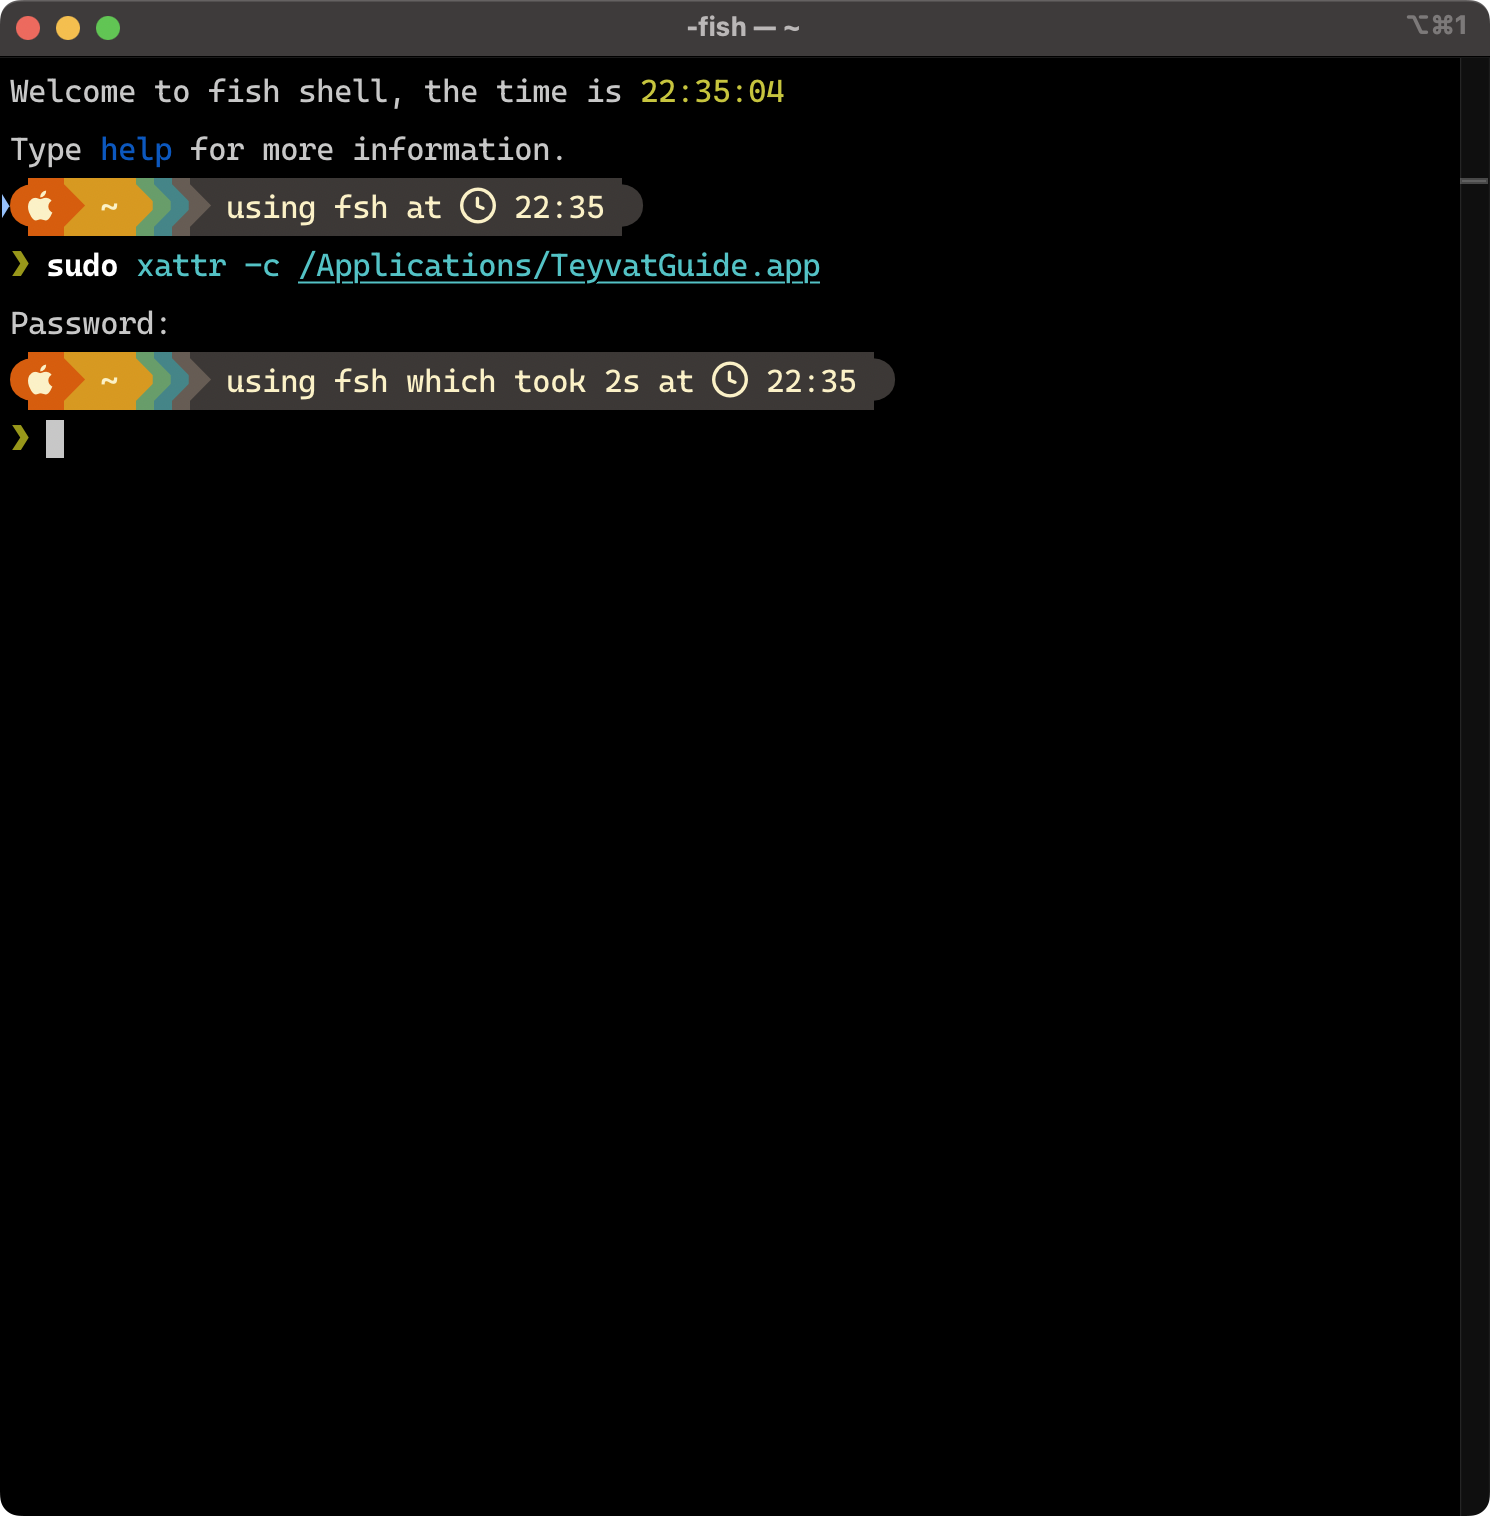 -fish — ~
⌥⌘1
Welcome to fish shell, the time is 22:35:04
Type help for more information.
~ using fsh at 22:35
❯ sudo xattr -c /Applications/TeyvatGuide.app
Password:
~ using fsh which took 2s at 22:35
❯